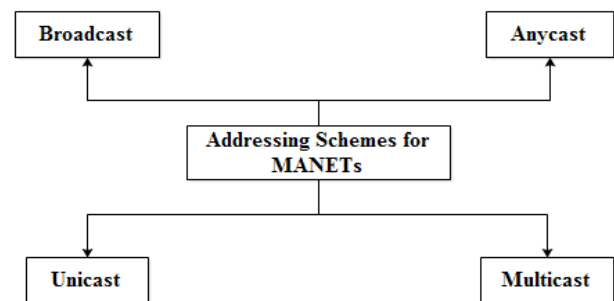 Broadcast
Anycast
Addressing Schemes for
MANETs
Unicast
Multicast